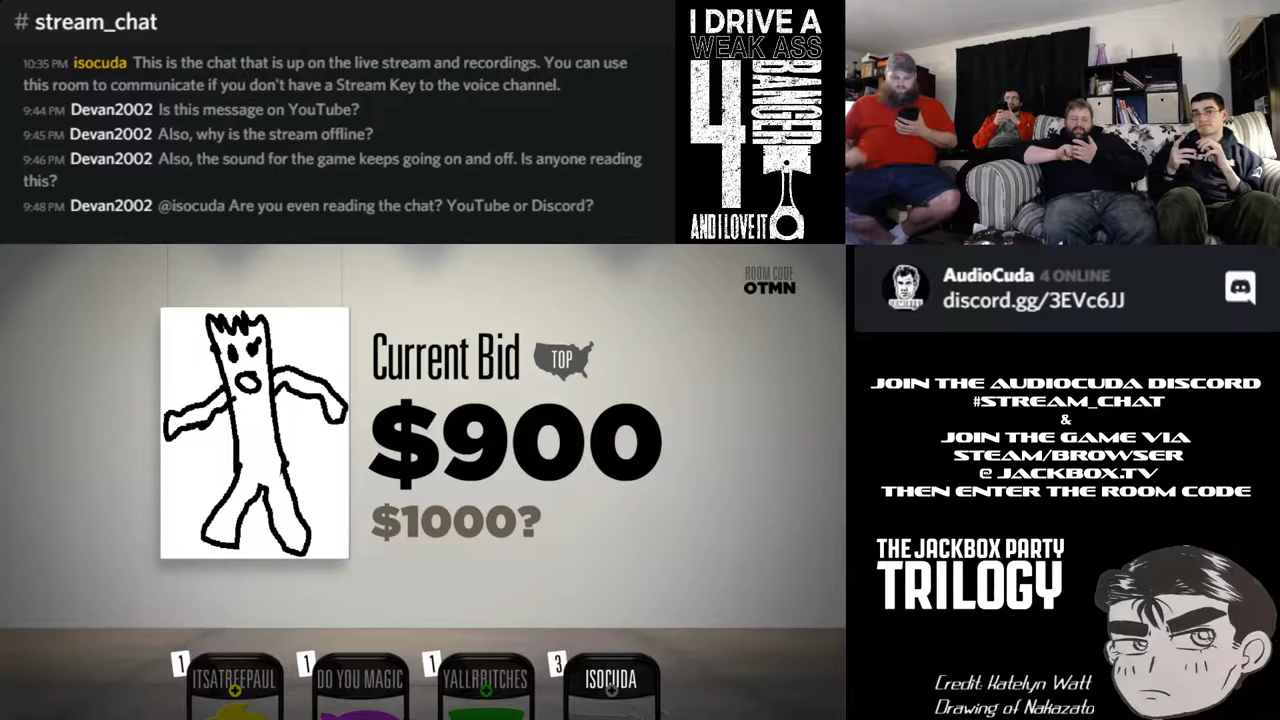 # stream_chat
10:35 PM isocuda This is the chat that is up on the live stream and recordings. You can use
this room to communicate if you don't have a Stream Key to the voice channel.
9:44 PM Devan2002 Is this message on YouTube?
9:45 PM Devan2002 Also, why is the stream offline?
9:46 PM Devan2002 Also, the sound for the game keeps going on and off. Is anyone reading
this?
9:48 PM Devan2002 @isocuda Are you even reading the chat? YouTube or Discord?
I DRIVE A
WEAK ASS
4
BANGER
DANGER
AND I LOVE IT
ROOM CODE
OTMN
Current Bid
TOP
$900
$1000?
1 ITSATREEPAUL
1 DO YOU MAGIC
1 YALLRBITCHES
3 ISOCUDA
AudioCuda 4 ONLINE
discord.gg/3EVc6JJ
JOIN THE AUDIOCUDA DISCORD
#STREAM_CHAT
&
JOIN THE GAME VIA
STEAM/BROWSER
@ JACKBOX.TV
THEN ENTER THE ROOM CODE
THE JACKBOX PARTY
TRILOGY
Credit: Katelyn Watt
Drawing of Nakazato